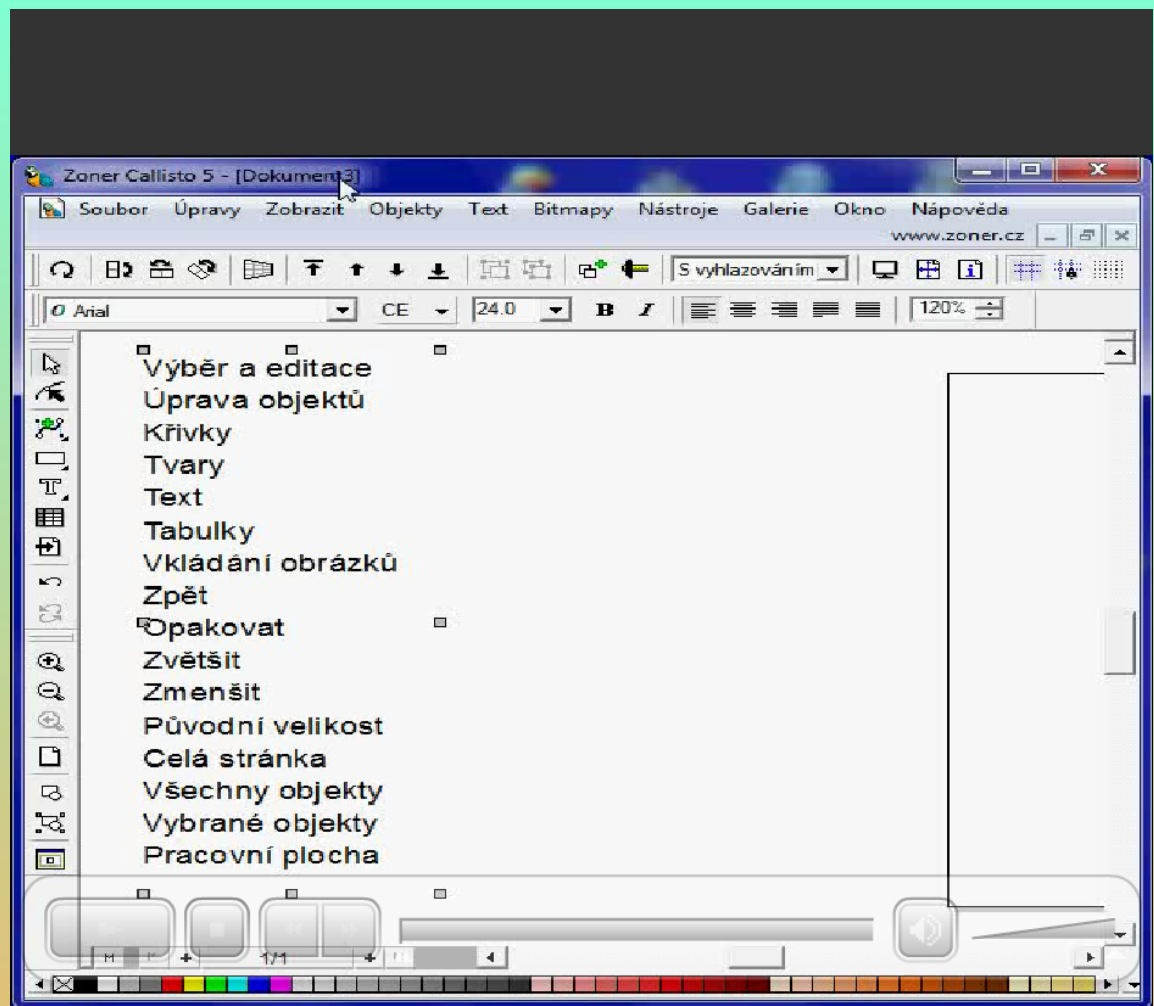 Zoner Callisto 5 - [Dokument3]
Soubor Úpravy Zobrazit Objekty Text Bitmapy Nástroje Galerie Okno Nápověda
www.zoner.cz
S vyhlazováním
Arial CE 24.0 B I 120%
Výběr a editace
Úprava objektů
Křivky
Tvary
Text
Tabulky
Vkládání obrázků
Zpět
Opakovat
Zvětšit
Zmenšit
Původní velikost
Celá stránka
Všechny objekty
Vybrané objekty
Pracovní plocha
1/1